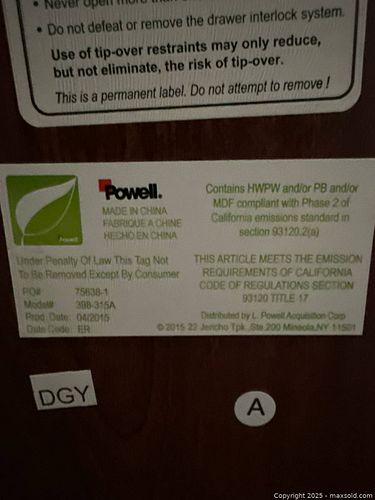 • Never open more than
• Do not defeat or remove the drawer interlock system.
Use of tip-over restraints may only reduce,
but not eliminate, the risk of tip-over.
This is a permanent label. Do not attempt to remove !
Powell
Powell.
MADE IN CHINA
FABRIQUE A CHINE
HECHO EN CHINA
Contains HWPW and/or PB and/or
MDF compliant with Phase 2 of
California emissions standard in
section 93120.2(a)
Under Penalty Of Law This Tag Not
To Be Removed Except By Consumer
PO# 75638-1
Model# 398-315A
Prod. Date: 04/2015
Date Code: ER
THIS ARTICLE MEETS THE EMISSION
REQUIREMENTS OF CALIFORNIA
CODE OF REGULATIONS SECTION
93120 TITLE 17
Distributed by L. Powell Acquisition Corp
© 2015 22 Jericho Tpk.,Ste.200 Mineola,NY 11501
DGY
A
Copyright 2025 - maxsold.com